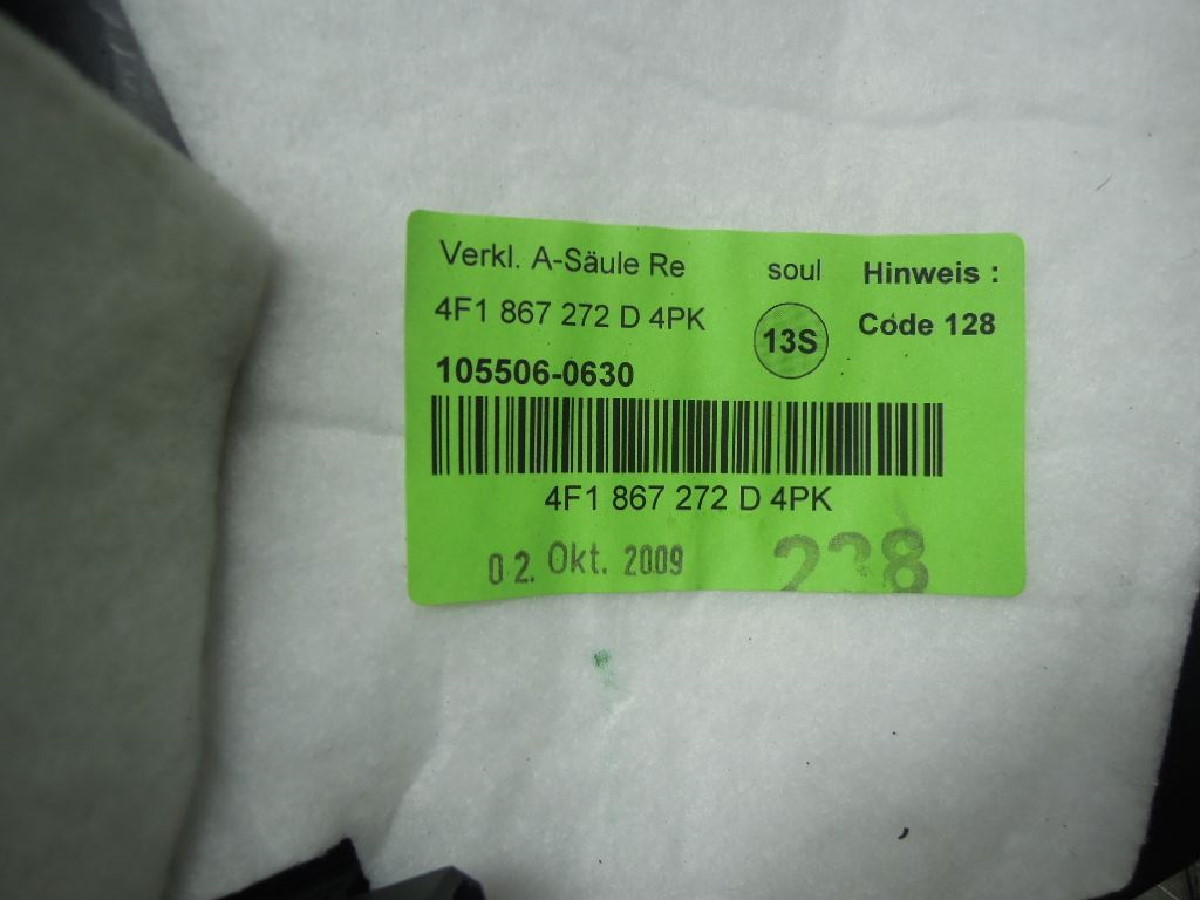 Verkl. A-Säule Re soul Hinweis :
4F1 867 272 D 4PK 13S Code 128
105506-0630
4F1 867 272 D 4PK
02. Okt. 2009